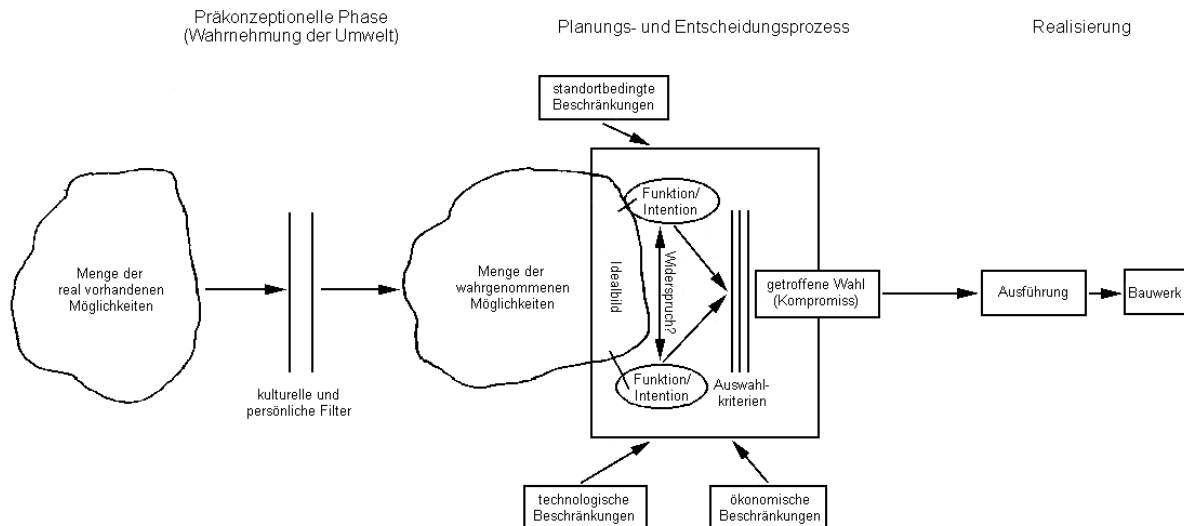 Präkonzeptionelle Phase
(Wahrnehmung der Umwelt)
Planungs- und Entscheidungsprozess
Realisierung
standortbedingte
Beschränkungen
Menge der
real vorhandenen
Möglichkeiten
kulturelle und
persönliche Filter
Menge der
wahrgenommenen
Möglichkeiten
Idealbild
Funktion/
Intention
Widerspruch?
Funktion/
Intention
Auswahl-
kriterien
getroffene Wahl
(Kompromiss)
Ausführung
Bauwerk
technologische
Beschränkungen
ökonomische
Beschränkungen